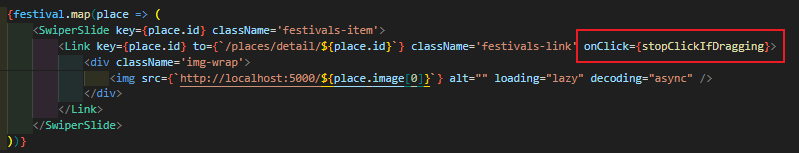 {festival.map(place => (
<SwiperSlide key={place.id} className='festivals-item'>
<Link key={place.id} to={`/places/detail/${place.id}`} className='festivals-link' onClick={stopClickIfDragging}>
<div className='img-wrap'>
<img src={`http://localhost:5000/${place.image[0]}`} alt="" loading="lazy" decoding="async" />
</div>
</Link>
</SwiperSlide>
))}